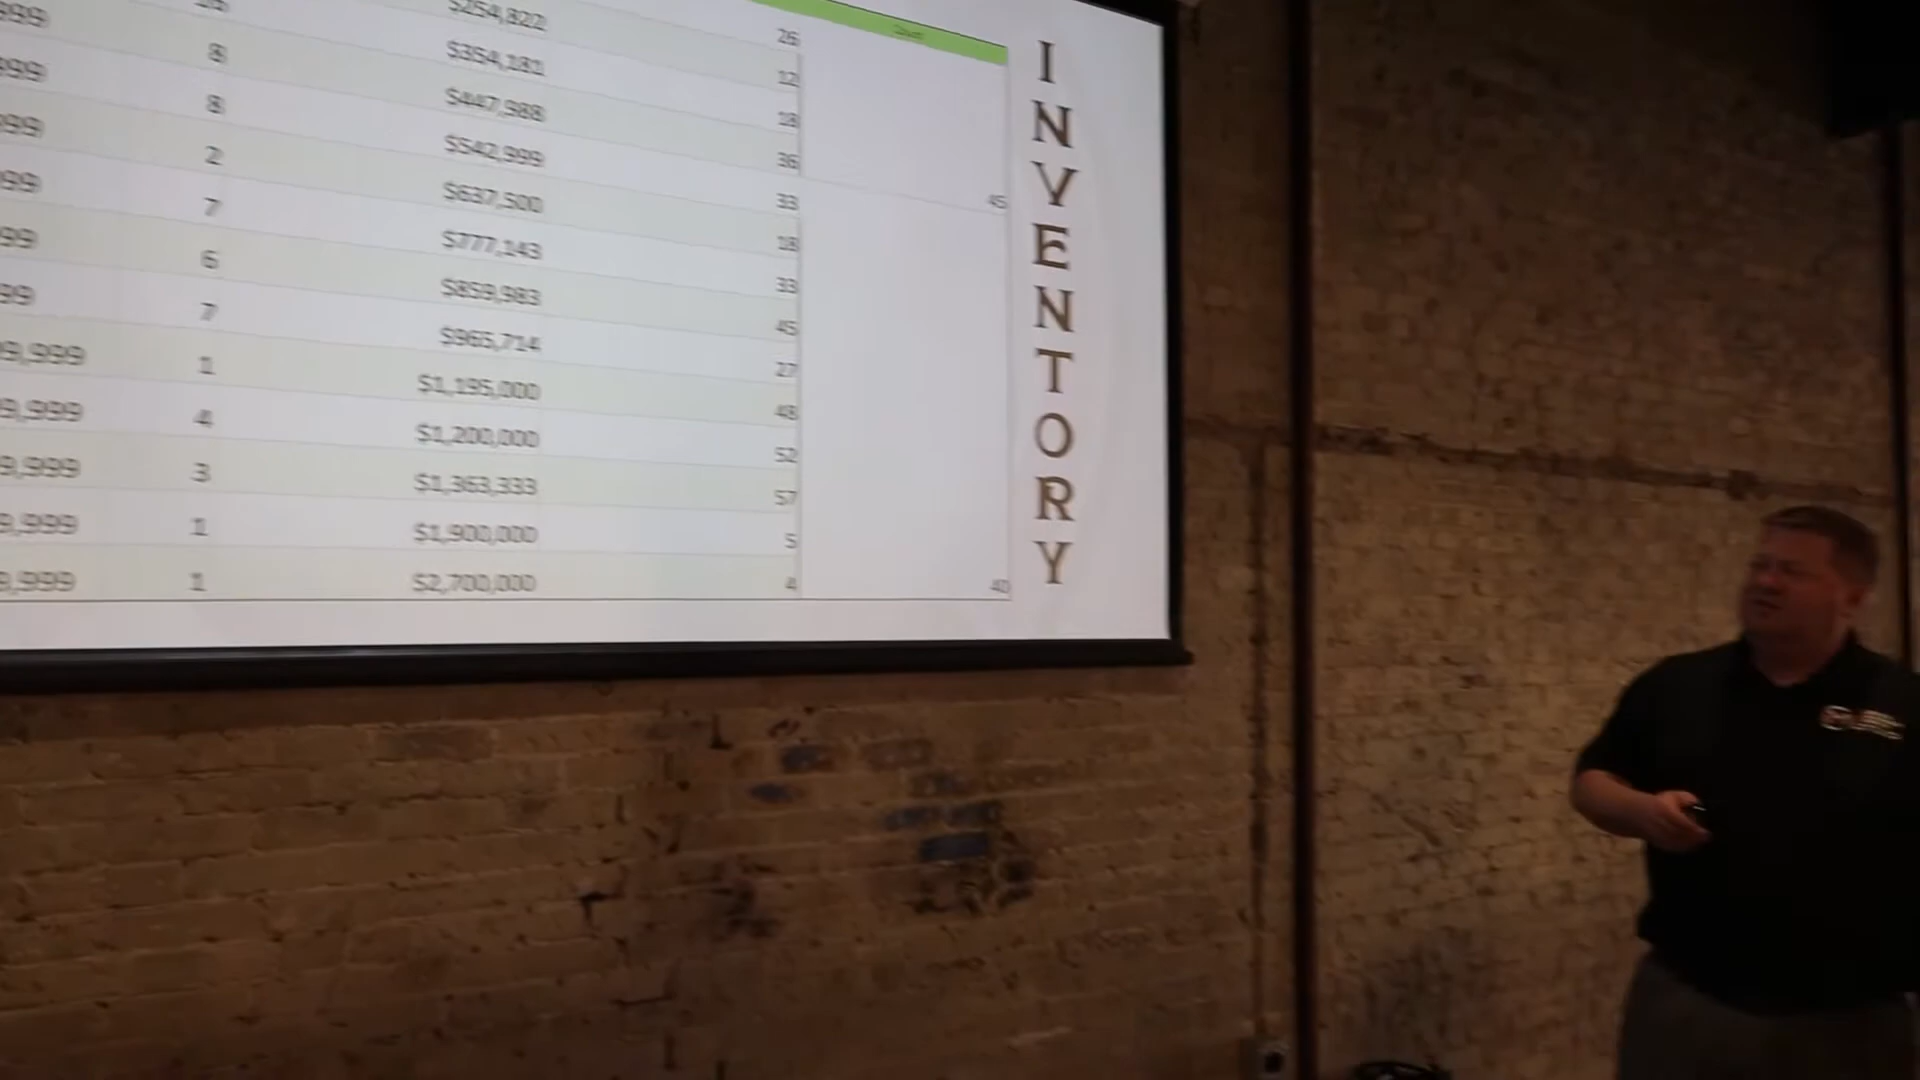 999 16 $254,822 26
999 8 $354,181 12
999 8 $447,988 18
999 2 $542,999 36
999 7 $637,500 33 45
999 6 $777,143 18
999 7 $859,983 33
9,999 1 $965,714 45
9,999 4 $1,195,000 27
9,999 3 $1,200,000 48
9,999 1 $1,363,333 52
9,999 1 $1,900,000 57
$2,700,000 5
4 40
INVENTORY